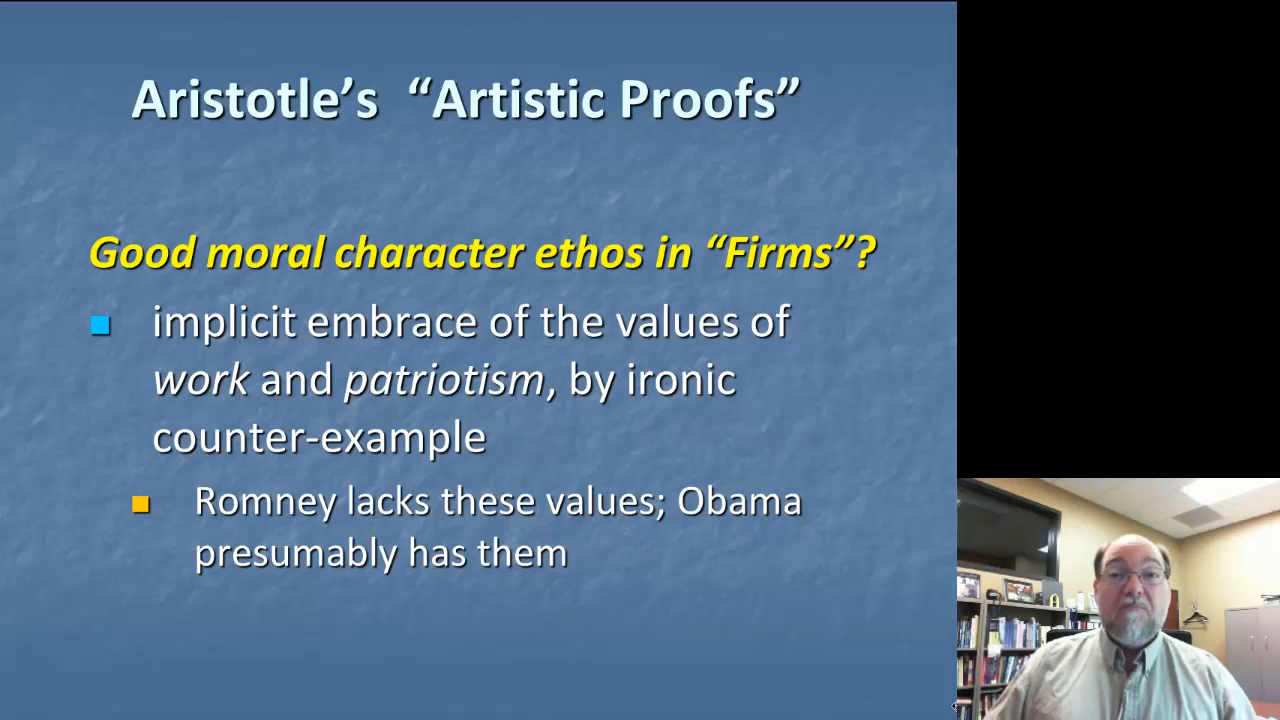 Aristotle’s “Artistic Proofs”
Good moral character ethos in “Firms”?
implicit embrace of the values of
work and patriotism, by ironic
counter-example
Romney lacks these values; Obama
presumably has them